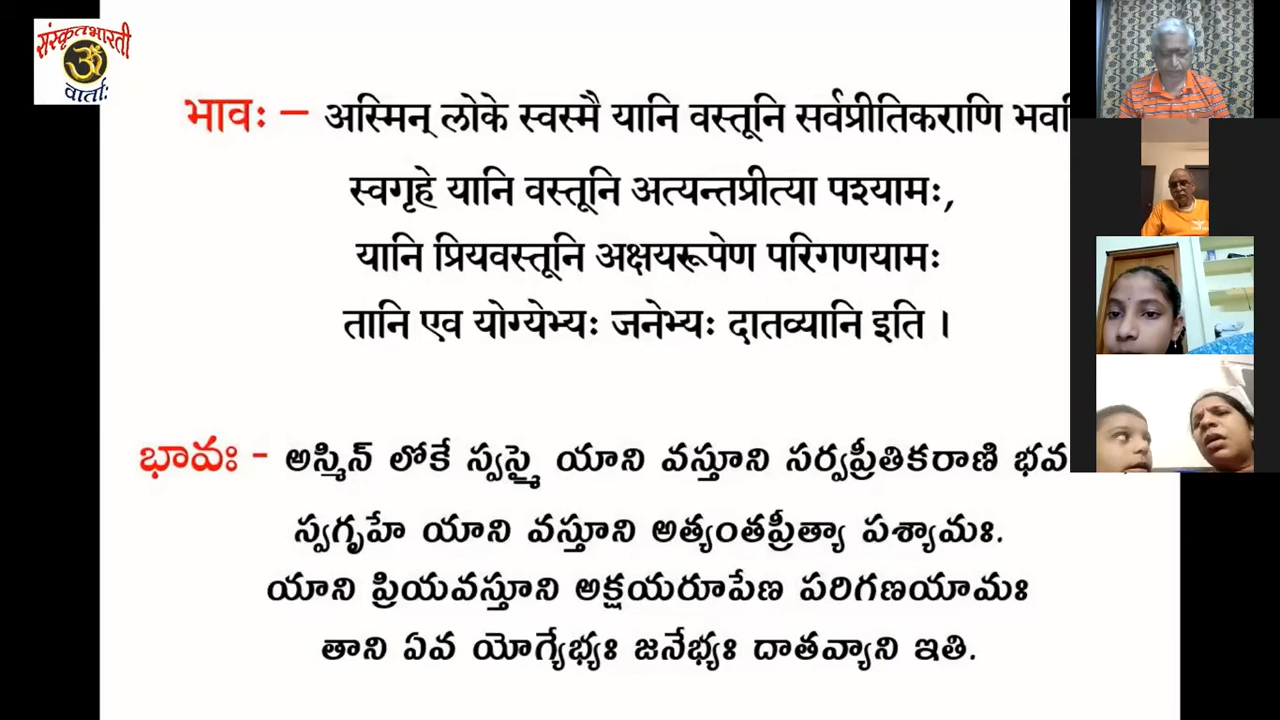 संस्कृतभारती
ॐ
वार्ताः
भावः – अस्मिन् लोके स्वस्मै यानि वस्तूनि सर्वप्रीतिकराणि
स्वगृहे यानि वस्तूनि अत्यन्तप्रीत्या पश्यामः,
यानि प्रियवस्तूनि अक्षयरूपेण परिगणयामः
तानि एव योग्येभ्यः जनेभ्यः दातव्यानि इति ।
భావః - అస్మిన్ లోకే స్వస్మై యాని వస్తూని సర్వప్రీతికరాణి భవ
స్వగృహే యాని వస్తూని అత్యంతప్రీత్యా పశ్యామః.
యాని ప్రియవస్తూని అక్షయరూపేణ పరిగణయామః
తాని ఏవ యోగ్యేభ్యః జనేభ్యః దాతవ్యాని ఇతి.